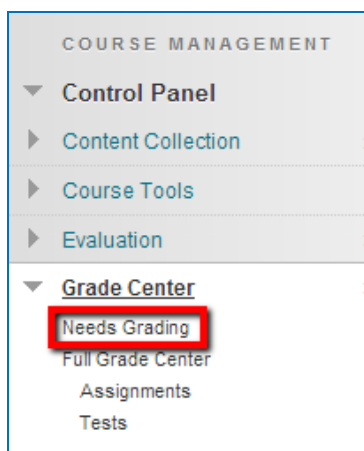 COURSE MANAGEMENT
Control Panel
Content Collection
Course Tools
Evaluation
Grade Center
Needs Grading
Full Grade Center
Assignments
Tests